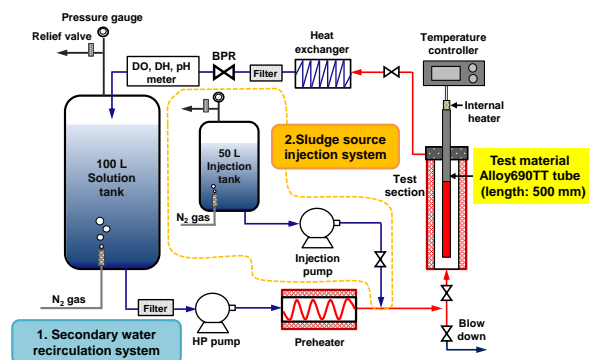 Pressure gauge
Relief valve
DO, DH, pH
meter
BPR
Filter
Heat
exchanger
Temperature
controller
Internal
heater
100 L
Solution
tank
50 L
Injection
tank
2.Sludge source
injection system
Test material
Alloy690TT tube
(length: 500 mm)
Test
section
N2 gas
Injection
pump
N2 gas
Filter
HP pump
Preheater
Blow
down
1. Secondary water
recirculation system